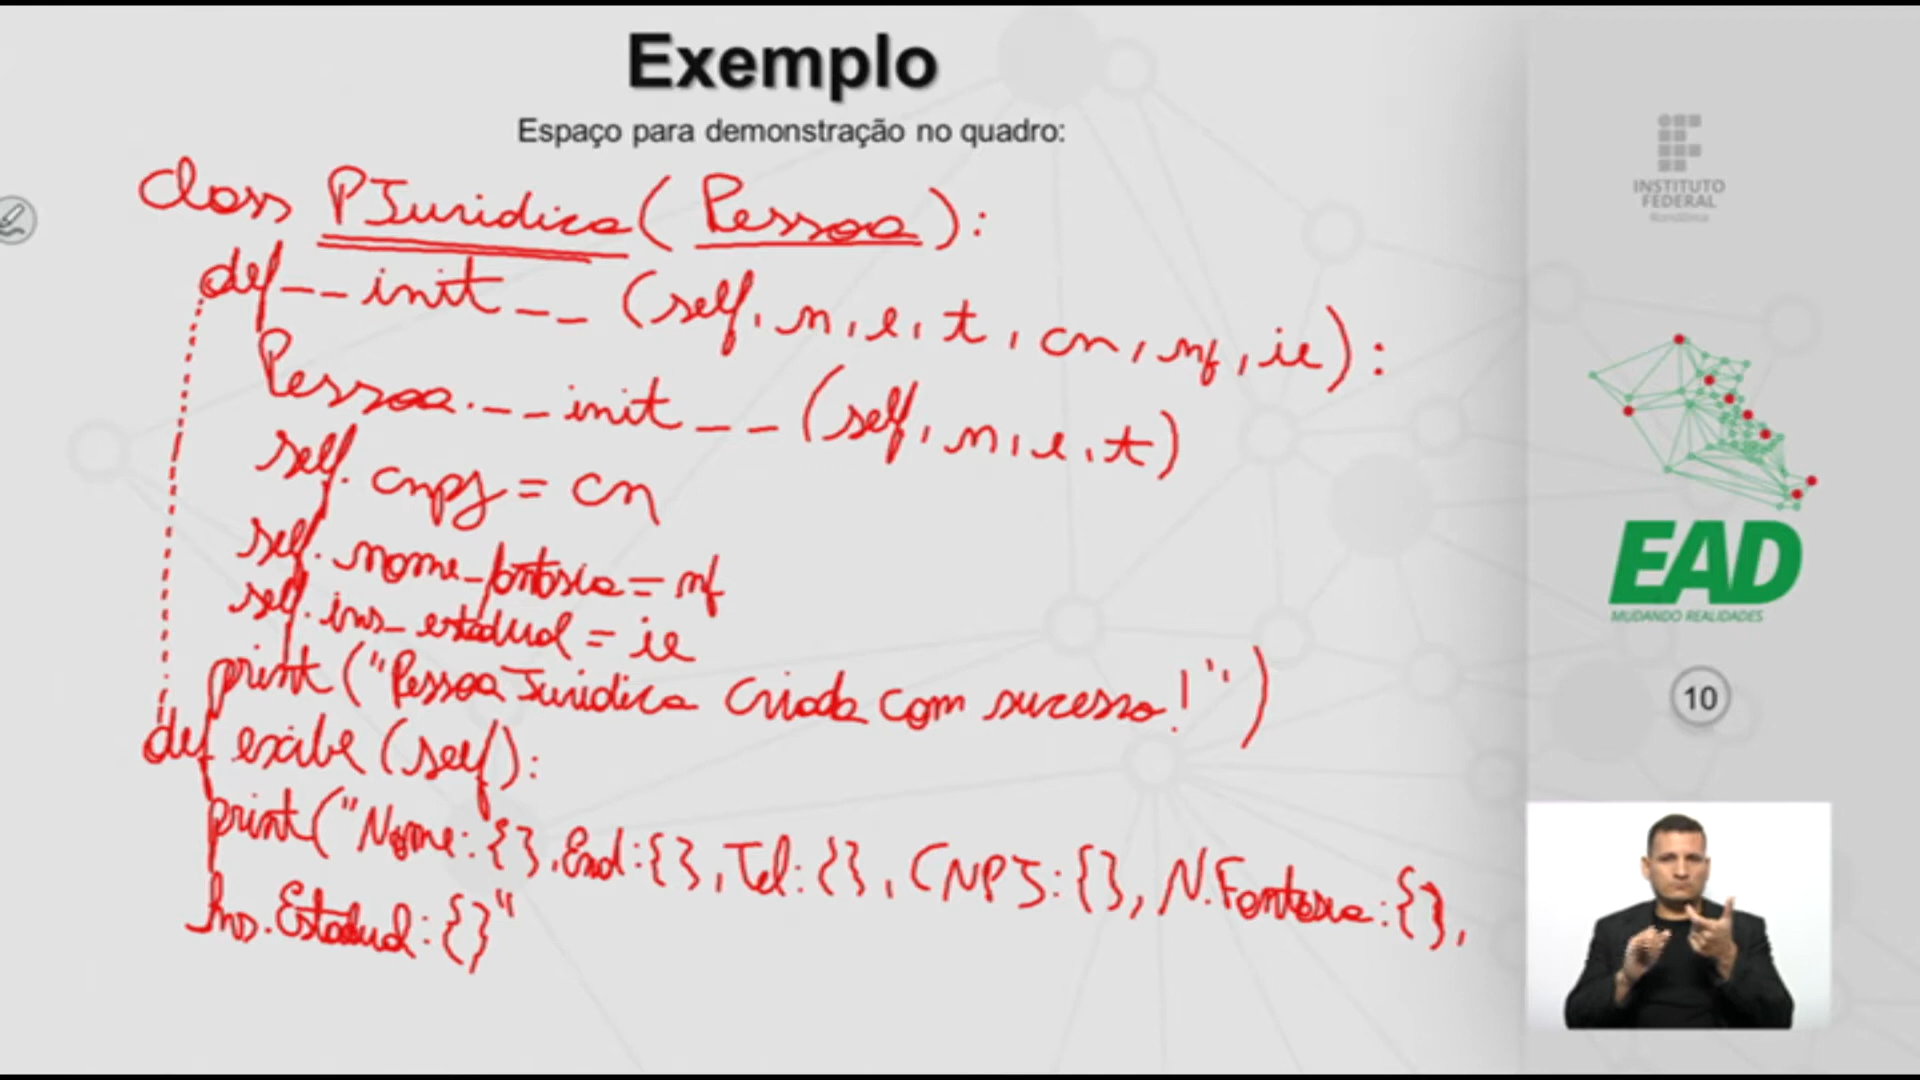 Exemplo
Espaço para demonstração no quadro:
class PJuridica(Pessoa):
def __init__(self, n, e, t, cn, nf, ie):
Pessoa.__init__(self, n, e, t)
self.cnpj = cn
self.nome_fantasia = nf
self.ins_estadual = ie
print("Pessoa Juridica criada com sucesso!")
def exibe(self):
print("Nome: {}, End: {}, Tel: {}, CNPJ: {}, N.Fantasia: {},
Ins. Estadual: {}"
INSTITUTO
FEDERAL
Rondônia
EAD
MUDANDO REALIDADES
10